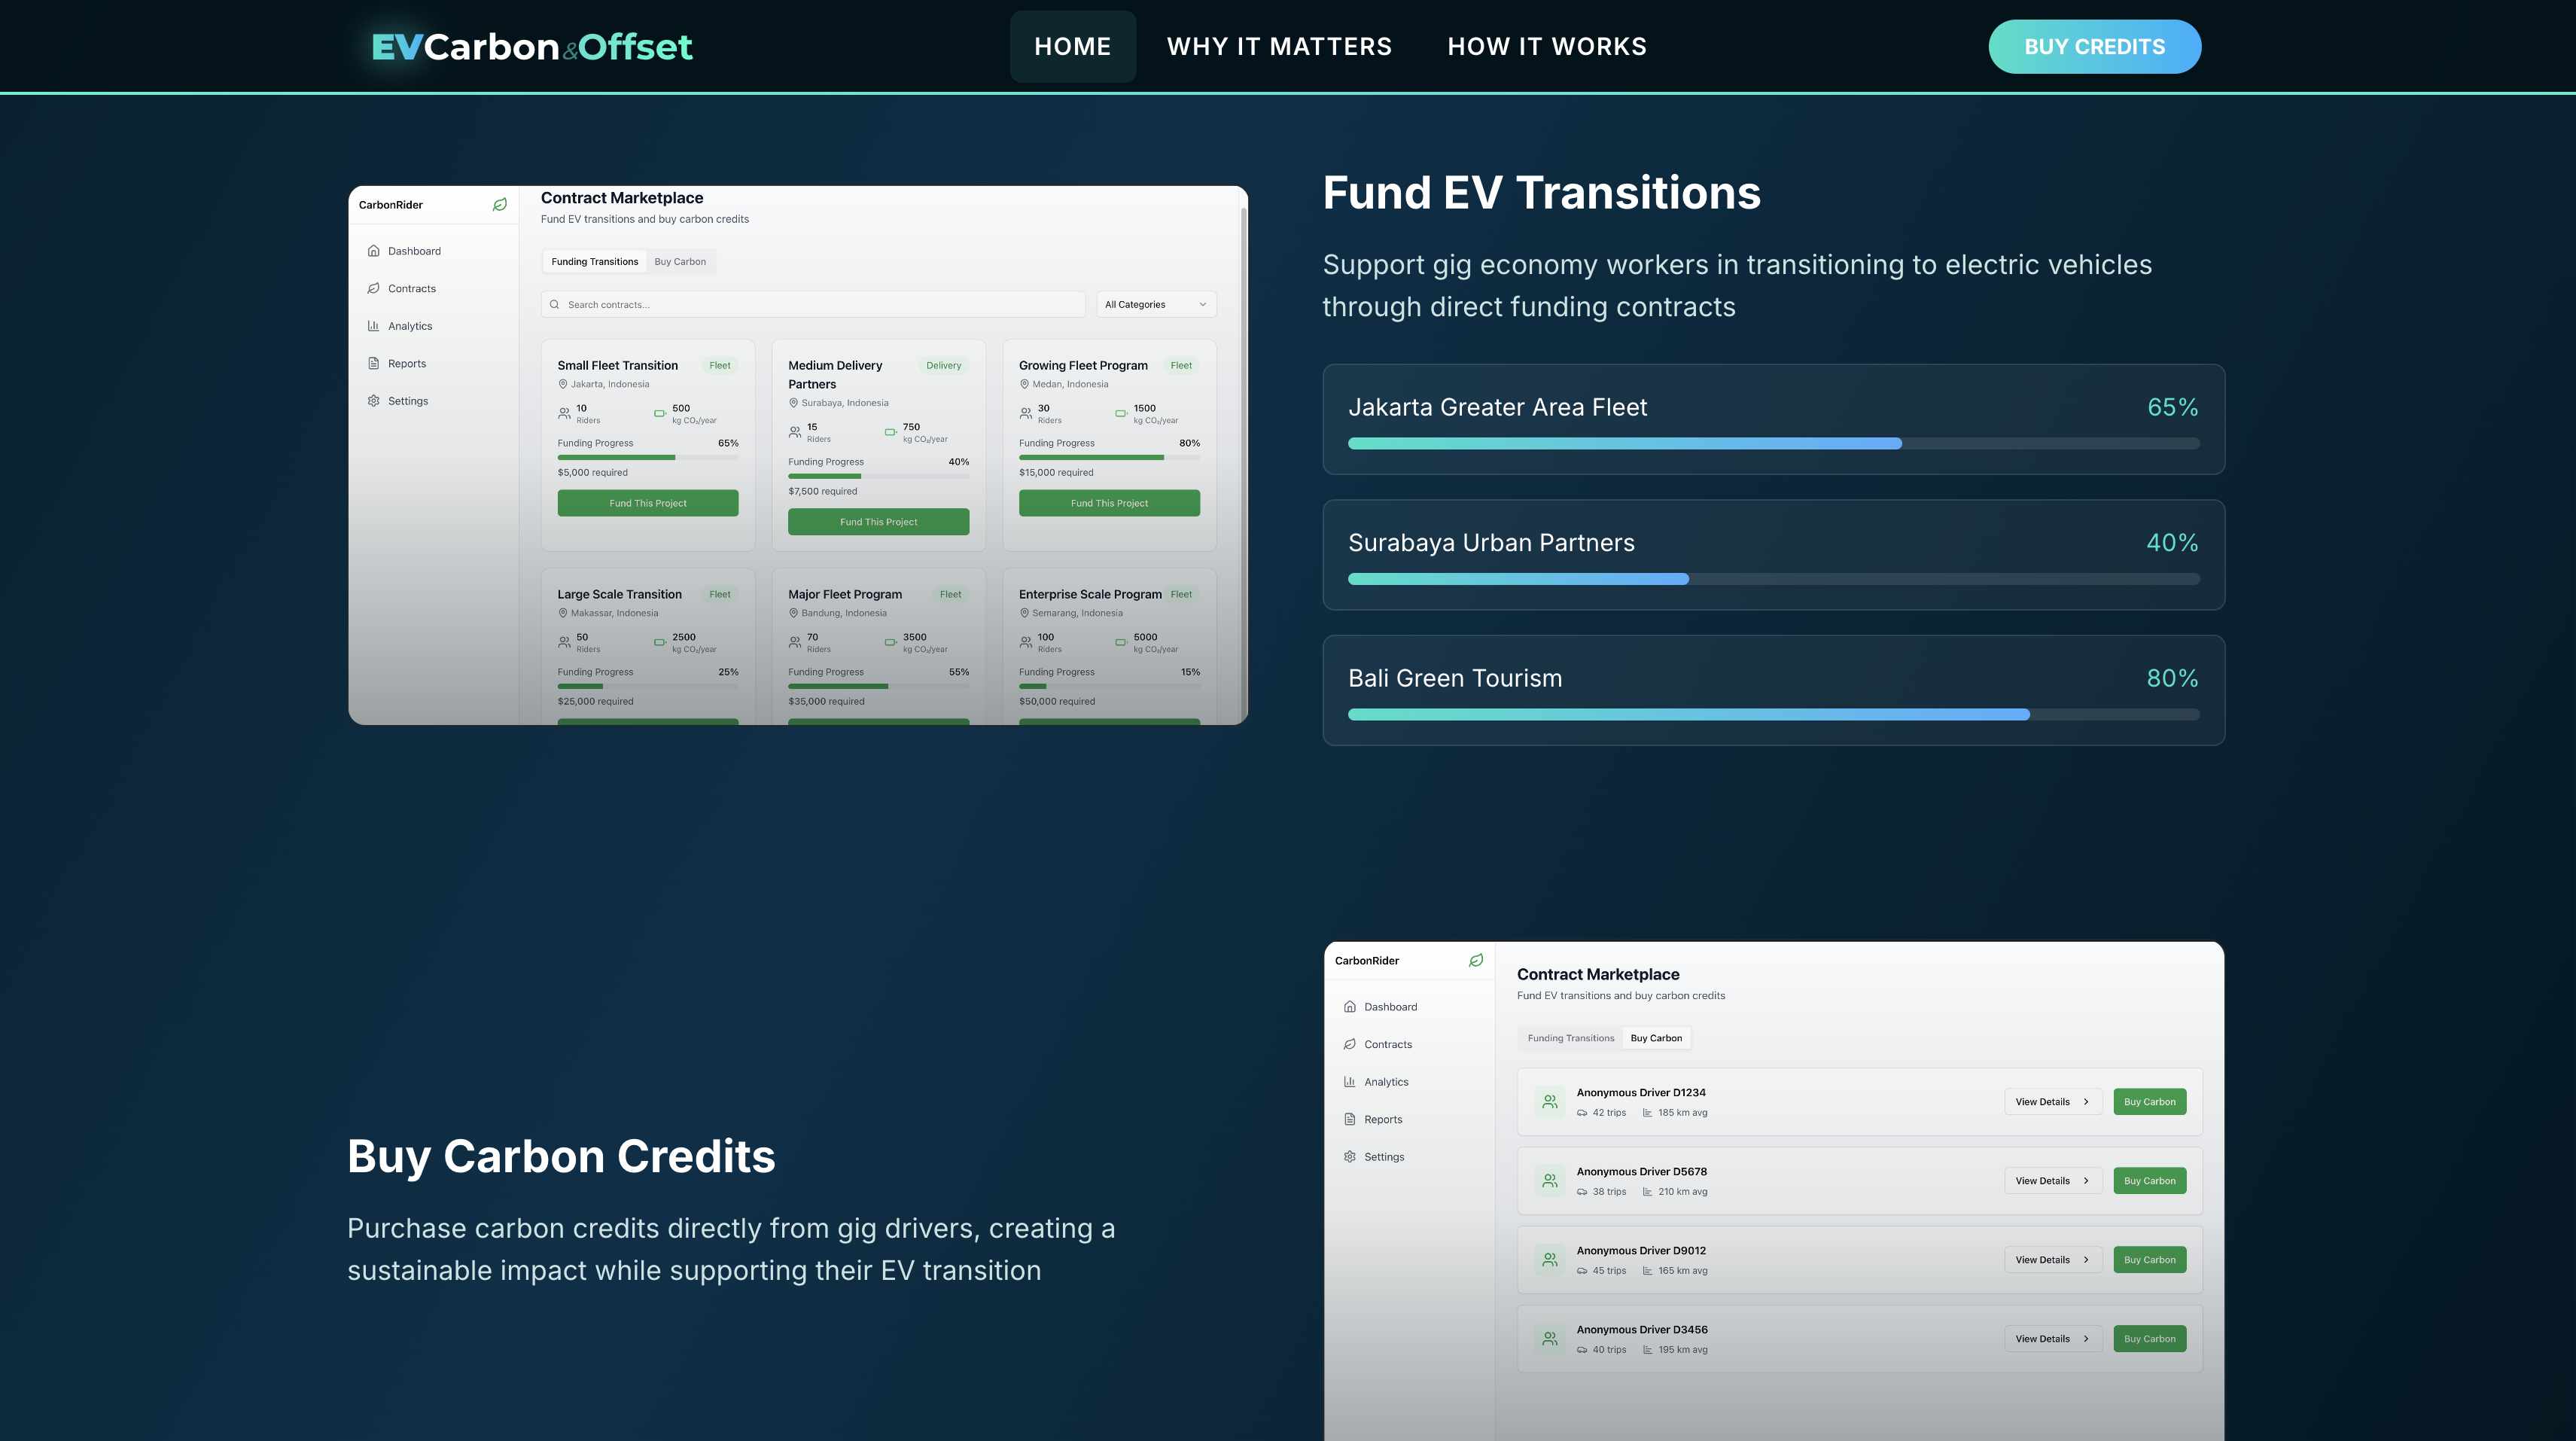 EVCarbon&Offset
HOME
WHY IT MATTERS
HOW IT WORKS
BUY CREDITS
CarbonRider
Dashboard
Contracts
Analytics
Reports
Settings
Contract Marketplace
Fund EV transitions and buy carbon credits
Funding Transitions
Buy Carbon
Search contracts...
All Categories
Small Fleet Transition
Fleet
Jakarta, Indonesia
10
Riders
500
kg CO₂/year
Funding Progress
65%
$5,000 required
Fund This Project
Medium Delivery
Partners
Delivery
Surabaya, Indonesia
15
Riders
750
kg CO₂/year
Funding Progress
40%
$7,500 required
Fund This Project
Growing Fleet Program
Fleet
Medan, Indonesia
30
Riders
1500
kg CO₂/year
Funding Progress
80%
$15,000 required
Fund This Project
Large Scale Transition
Fleet
Makassar, Indonesia
50
Riders
2500
kg CO₂/year
Funding Progress
25%
$25,000 required
Major Fleet Program
Fleet
Bandung, Indonesia
70
Riders
3500
kg CO₂/year
Funding Progress
55%
$35,000 required
Enterprise Scale Program
Fleet
Semarang, Indonesia
100
Riders
5000
kg CO₂/year
Funding Progress
15%
$50,000 required
Fund EV Transitions
Support gig economy workers in transitioning to electric vehicles
through direct funding contracts
Jakarta Greater Area Fleet
65%
Surabaya Urban Partners
40%
Bali Green Tourism
80%
Buy Carbon Credits
Purchase carbon credits directly from gig drivers, creating a
sustainable impact while supporting their EV transition
CarbonRider
Dashboard
Contracts
Analytics
Reports
Settings
Contract Marketplace
Fund EV transitions and buy carbon credits
Funding Transitions
Buy Carbon
Anonymous Driver D1234
42 trips
185 km avg
View Details
Buy Carbon
Anonymous Driver D5678
38 trips
210 km avg
View Details
Buy Carbon
Anonymous Driver D9012
45 trips
165 km avg
View Details
Buy Carbon
Anonymous Driver D3456
40 trips
195 km avg
View Details
Buy Carbon